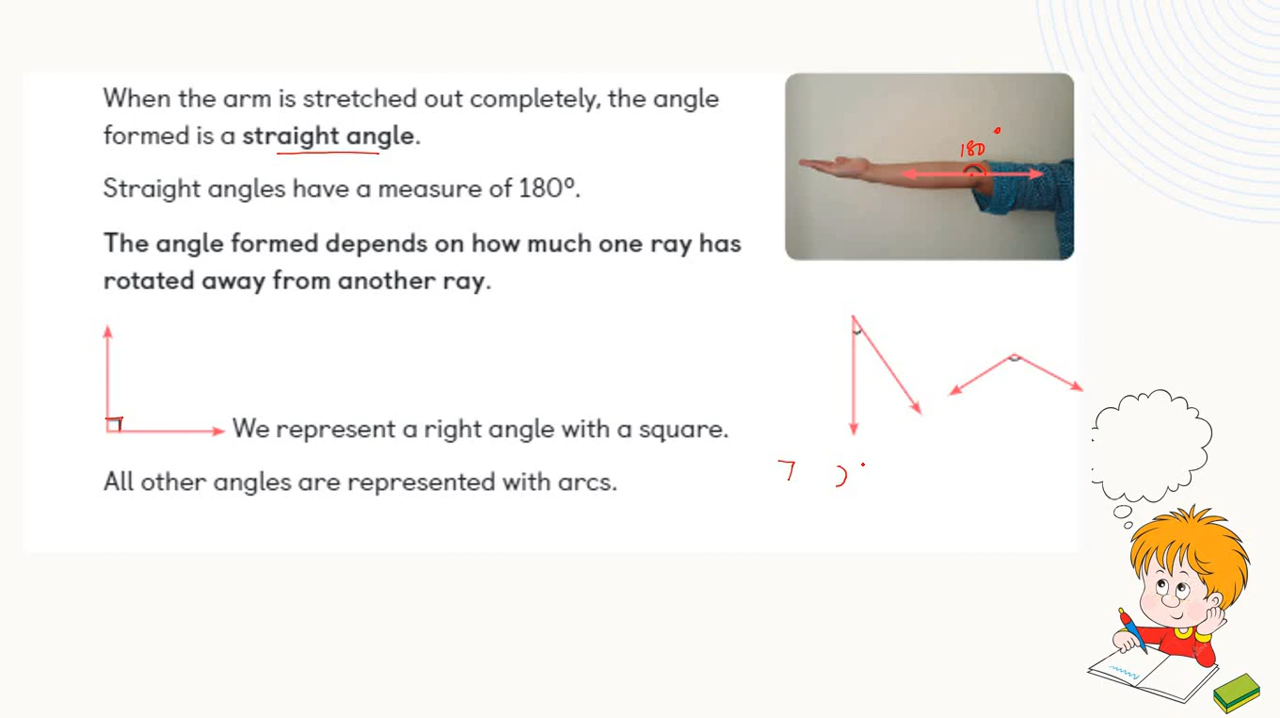 When the arm is stretched out completely, the angle
formed is a straight angle.
180°
Straight angles have a measure of 180º.
The angle formed depends on how much one ray has
rotated away from another ray.
We represent a right angle with a square.
All other angles are represented with arcs.